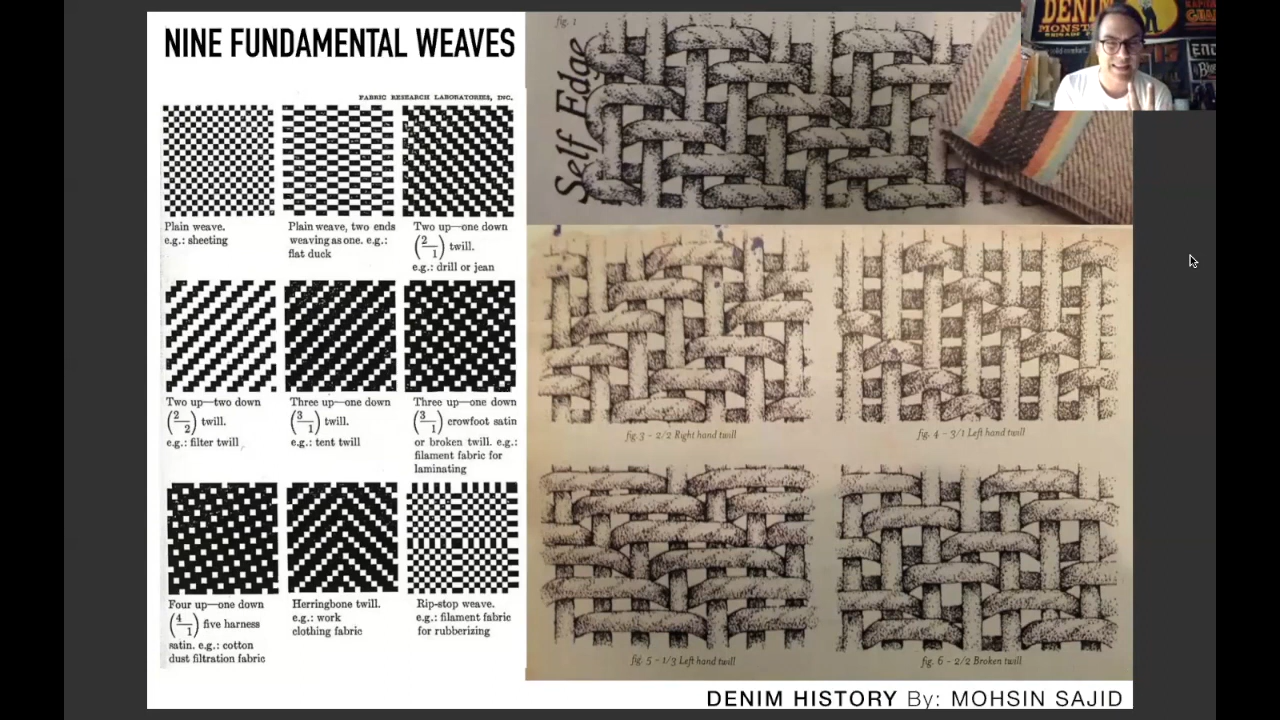 NINE FUNDAMENTAL WEAVES
FABRIC RESEARCH LABORATORIES, INC.
Plain weave.
e.g.: sheeting
Plain weave, two ends
weaving as one. e.g.:
flat duck
Two up—one down
(2/1) twill.
e.g.: drill or jean
Two up—two down
(2/2) twill.
e.g.: filter twill
Three up—one down
(3/1) twill.
e.g.: tent twill
Three up—one down
(3/1) crowfoot satin
or broken twill. e.g.:
filament fabric for
laminating
Four up—one down
(4/1) five harness
satin. e.g.: cotton
dust filtration fabric
Herringbone twill.
e.g.: work
clothing fabric
Rip-stop weave.
e.g.: filament fabric
for rubberizing
fig. 1
Self Edge
DENIM
fig.3 - 2/2 Right hand twill
fig. 4 - 3/1 Left hand twill
fig. 5 - 1/3 Left hand twill
fig. 6 - 2/2 Broken twill
DENIM HISTORY By: MOHSIN SAJID